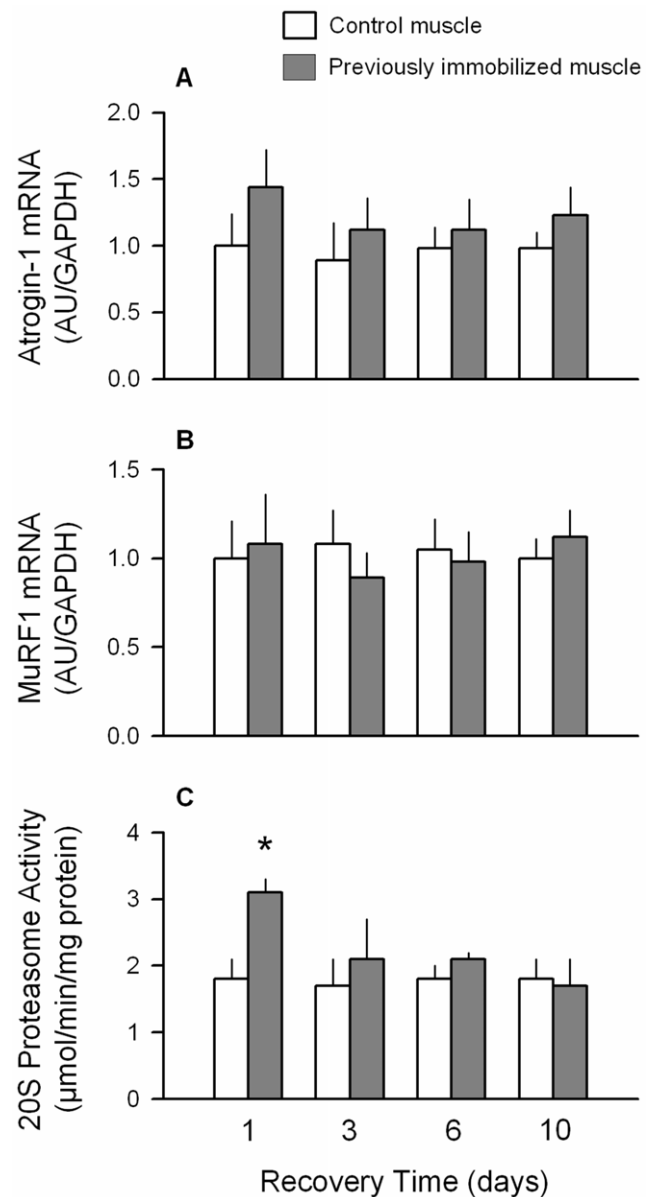 Control muscle
Previously immobilized muscle
A
2.0
1.5
1.0
0.5
0.0
Atrogin-1 mRNA
(AU/GAPDH)
B
1.5
1.0
0.5
0.0
MuRF1 mRNA
(AU/GAPDH)
C
4
3
2
1
0
*
20S Proteasome Activity
(µmol/min/mg protein)
1 3 6 10
Recovery Time (days)